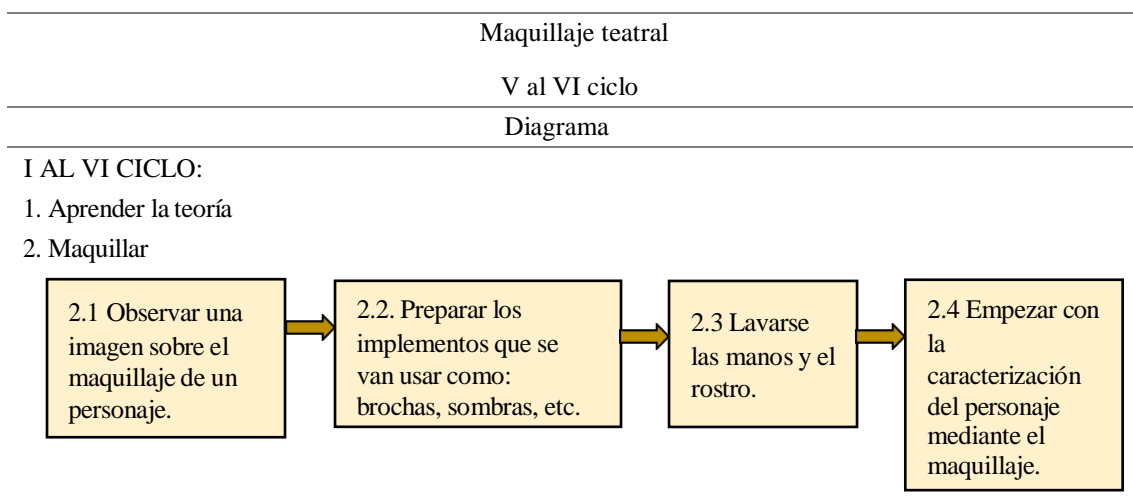 Maquillaje teatral
V al VI ciclo
Diagrama
I AL VI CICLO:
1. Aprender la teoría
2. Maquillar
2.1 Observar una
imagen sobre el
maquillaje de un
personaje.
2.2. Preparar los
implementos que se
van usar como:
brochas, sombras, etc.
2.3 Lavarse
las manos y el
rostro.
2.4 Empezar con
la
caracterización
del personaje
mediante el
maquillaje.